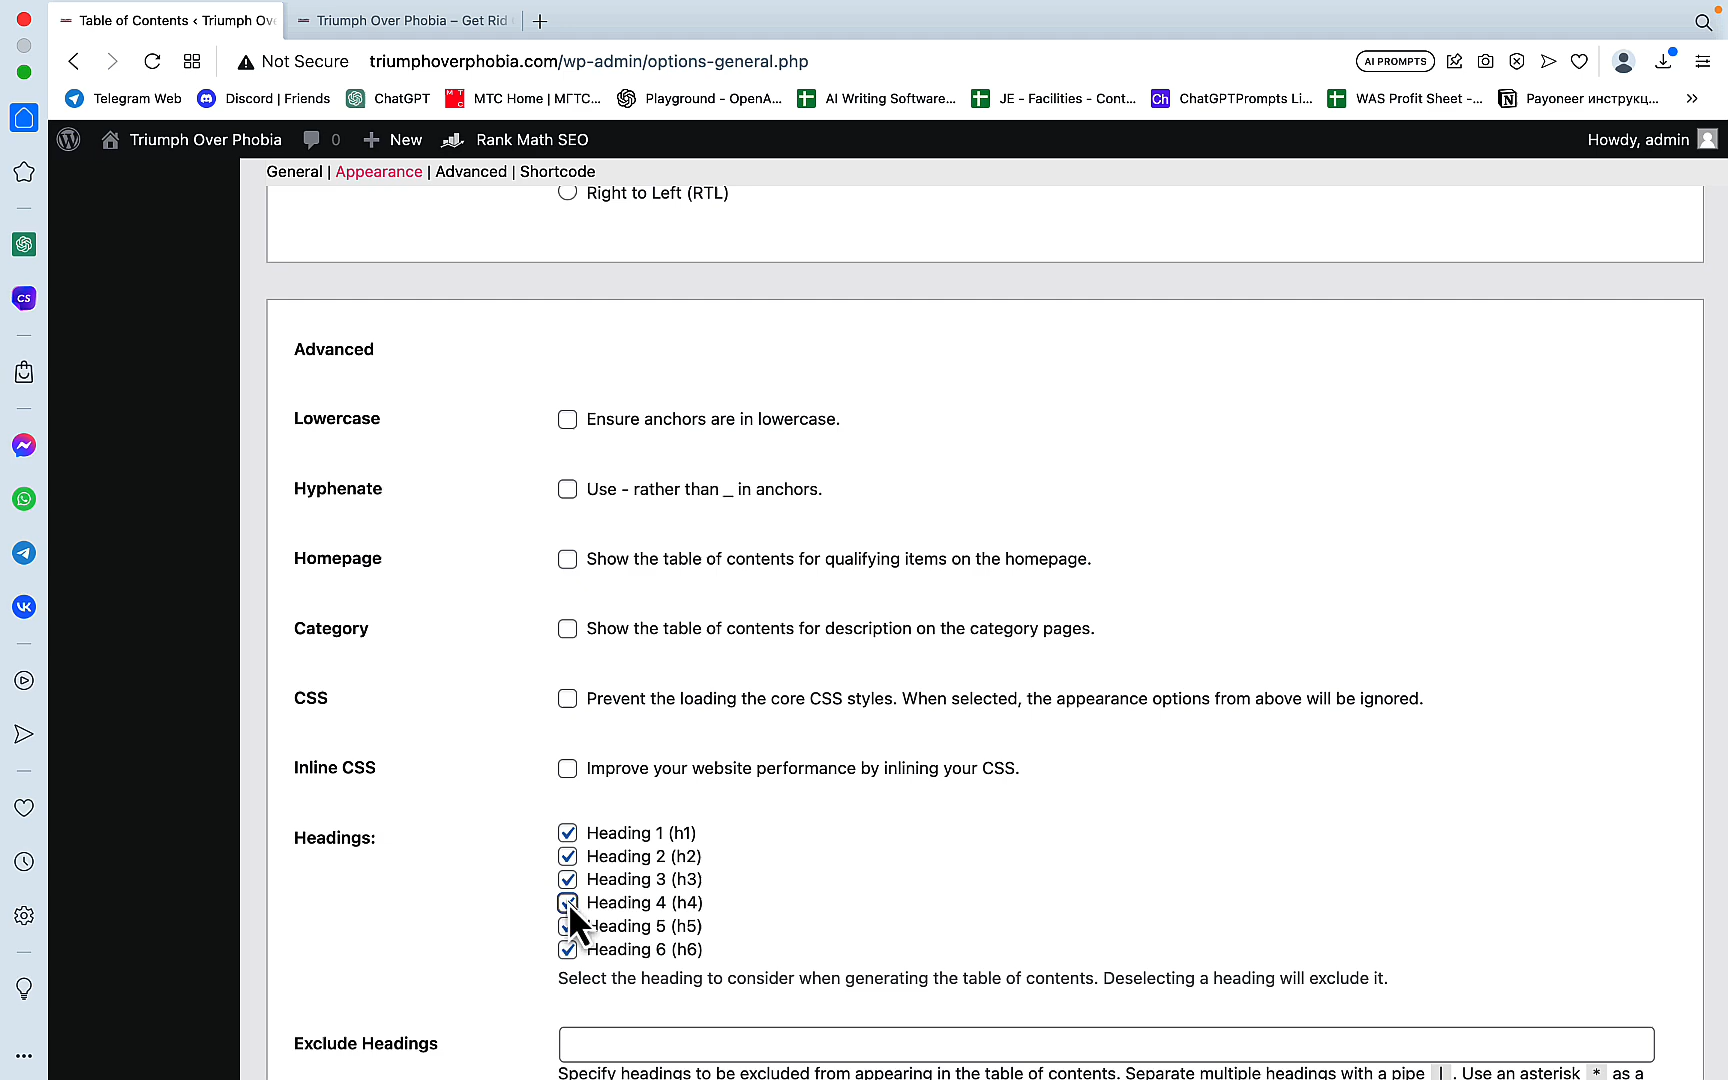 Table of Contents ‹ Triumph Ove
Triumph Over Phobia – Get Rid
Not Secure triumphoverphobia.com/wp-admin/options-general.php
AI PROMPTS
Telegram Web
Discord | Friends
ChatGPT
МТС Home | МГТС...
Playground - OpenA...
AI Writing Software...
JE - Facilities - Cont...
Ch ChatGPTPrompts Li...
WAS Profit Sheet -...
Payoneer инструкц...
Triumph Over Phobia 0 New Rank Math SEO Howdy, admin
General | Appearance | Advanced | Shortcode
Right to Left (RTL)
CS
Advanced
Lowercase Ensure anchors are in lowercase.
Hyphenate Use - rather than _ in anchors.
Homepage Show the table of contents for qualifying items on the homepage.
Category Show the table of contents for description on the category pages.
CSS Prevent the loading the core CSS styles. When selected, the appearance options from above will be ignored.
Inline CSS Improve your website performance by inlining your CSS.
Headings: Heading 1 (h1)
Heading 2 (h2)
Heading 3 (h3)
Heading 4 (h4)
Heading 5 (h5)
Heading 6 (h6)
Select the heading to consider when generating the table of contents. Deselecting a heading will exclude it.
Exclude Headings
Specify headings to be excluded from appearing in the table of contents. Separate multiple headings with a pipe | . Use an asterisk * as a